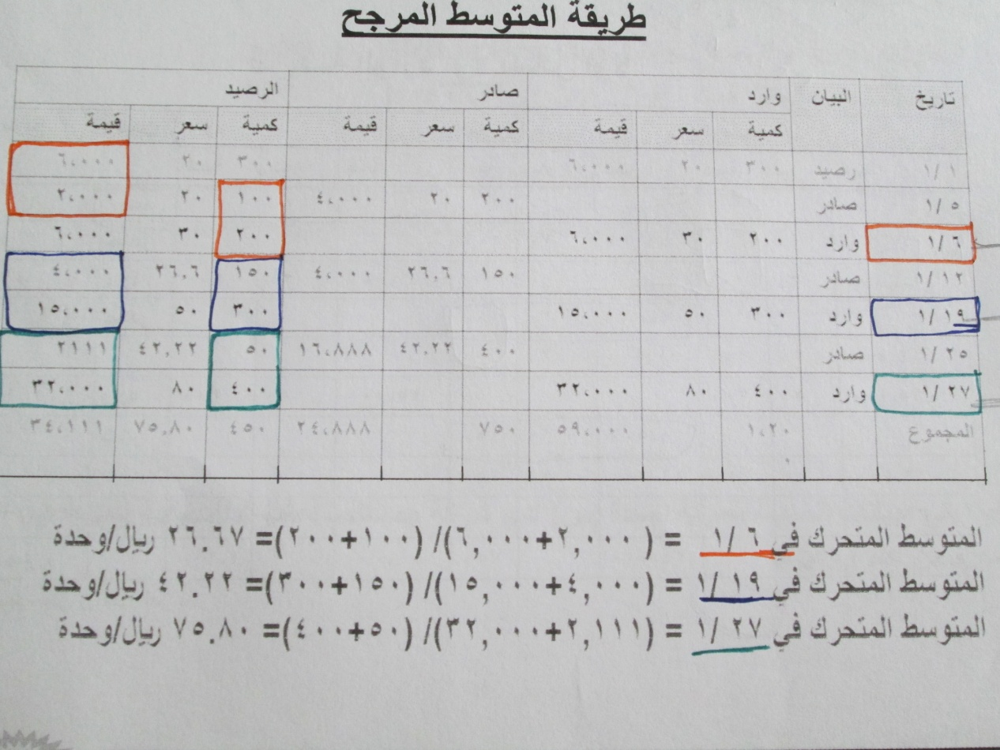 طريقة المتوسط المرجح
تاريخ البيان وارد صادر الرصيد
كمية سعر قيمة كمية سعر قيمة كمية سعر قيمة
١/ ١ رصيد ٣٠٠ ٢٠ ٦،٠٠٠ ٣٠٠ ٢٠ ٦،٠٠٠
١/ ٥ صادر ٢٠٠ ٢٠ ٤،٠٠٠ ١٠٠ ٢٠ ٢،٠٠٠
١/ ٦ وارد ٢٠٠ ٣٠ ٦،٠٠٠ ٢٠٠ ٣٠ ٦،٠٠٠
١/ ١٢ صادر ١٥٠ ٢٦,٦ ٤،٠٠٠ ١٥٠ ٢٦,٦ ٤،٠٠٠
١/ ١٩ وارد ٣٠٠ ٥٠ ١٥،٠٠٠ ٣٠٠ ٥٠ ١٥،٠٠٠
١/ ٢٥ صادر ٤٠٠ ٤٢,٢٢ ١٦،٨٨٨ ٥٠ ٤٢,٢٢ ٢١١١
١/ ٢٧ وارد ٤٠٠ ٨٠ ٣٢،٠٠٠ ٤٠٠ ٨٠ ٣٢،٠٠٠
المجموع ١،٢٠ ٥٩،٠٠٠ ٧٥٠ ٢٤،٨٨٨ ٤٥٠ ٧٥,٨٠ ٣٤،١١١
٠
المتوسط المتحرك في ٦ /١ = (٢,٠٠٠+٦,٠٠٠)/ (١٠٠+٢٠٠)= ٢٦.٦٧ ريال/وحدة
المتوسط المتحرك في ١٩ /١ = (٤,٠٠٠+١٥,٠٠٠)/ (١٥٠+٣٠٠)= ٤٢.٢٢ ريال/وحدة
المتوسط المتحرك في ٢٧ /١ = (٢,١١١+٣٢,٠٠٠)/ (٥٠+٤٠٠)= ٧٥.٨٠ ريال/وحدة